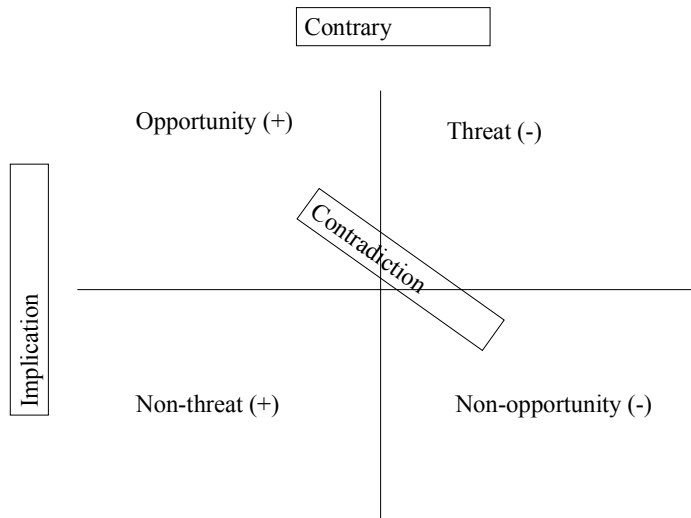 Contrary
Opportunity (+)
Threat (-)
Contradiction
Implication
Non-threat (+)
Non-opportunity (-)